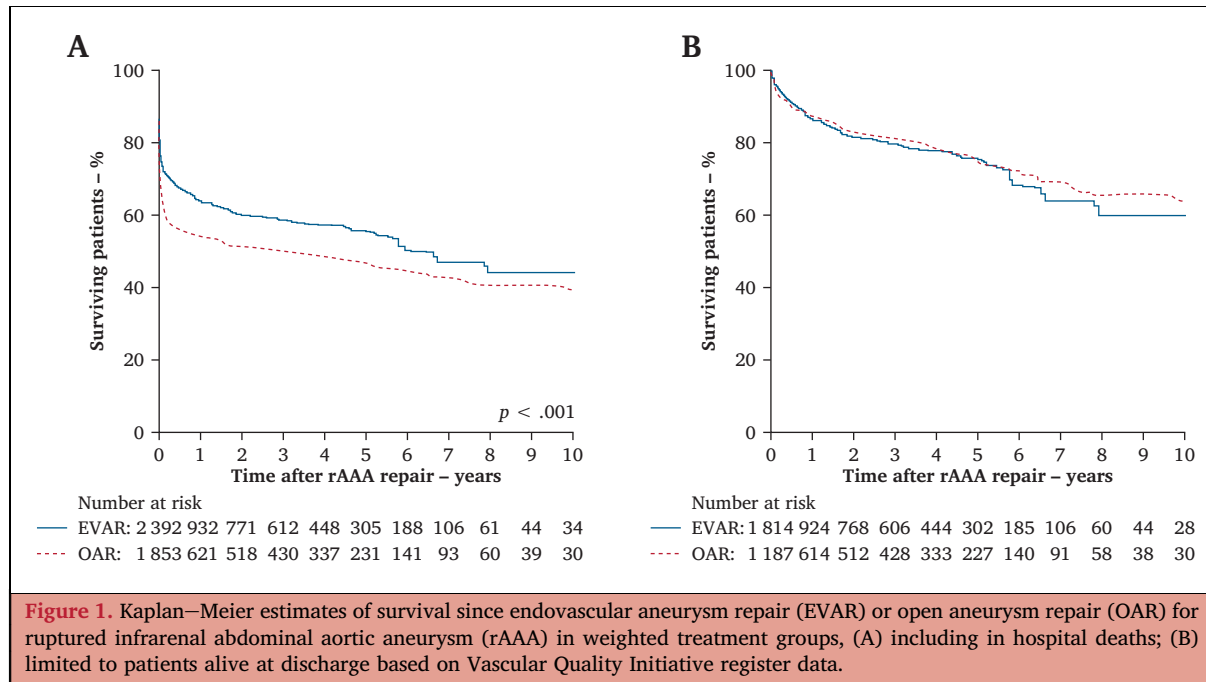 A
100
80
60
40
20
0
Surviving patients – %
p < .001
0 1 2 3 4 5 6 7 8 9 10
Time after rAAA repair – years
Number at risk
EVAR: 2 392 932 771 612 448 305 188 106 61 44 34
OAR: 1 853 621 518 430 337 231 141 93 60 39 30
B
100
80
60
40
20
0
Surviving patients – %
0 1 2 3 4 5 6 7 8 9 10
Time after rAAA repair – years
Number at risk
EVAR: 1 814 924 768 606 444 302 185 106 60 44 28
OAR: 1 187 614 512 428 333 227 140 91 58 38 30
Figure 1. Kaplan–Meier estimates of survival since endovascular aneurysm repair (EVAR) or open aneurysm repair (OAR) for
ruptured infrarenal abdominal aortic aneurysm (rAAA) in weighted treatment groups, (A) including in hospital deaths; (B)
limited to patients alive at discharge based on Vascular Quality Initiative register data.